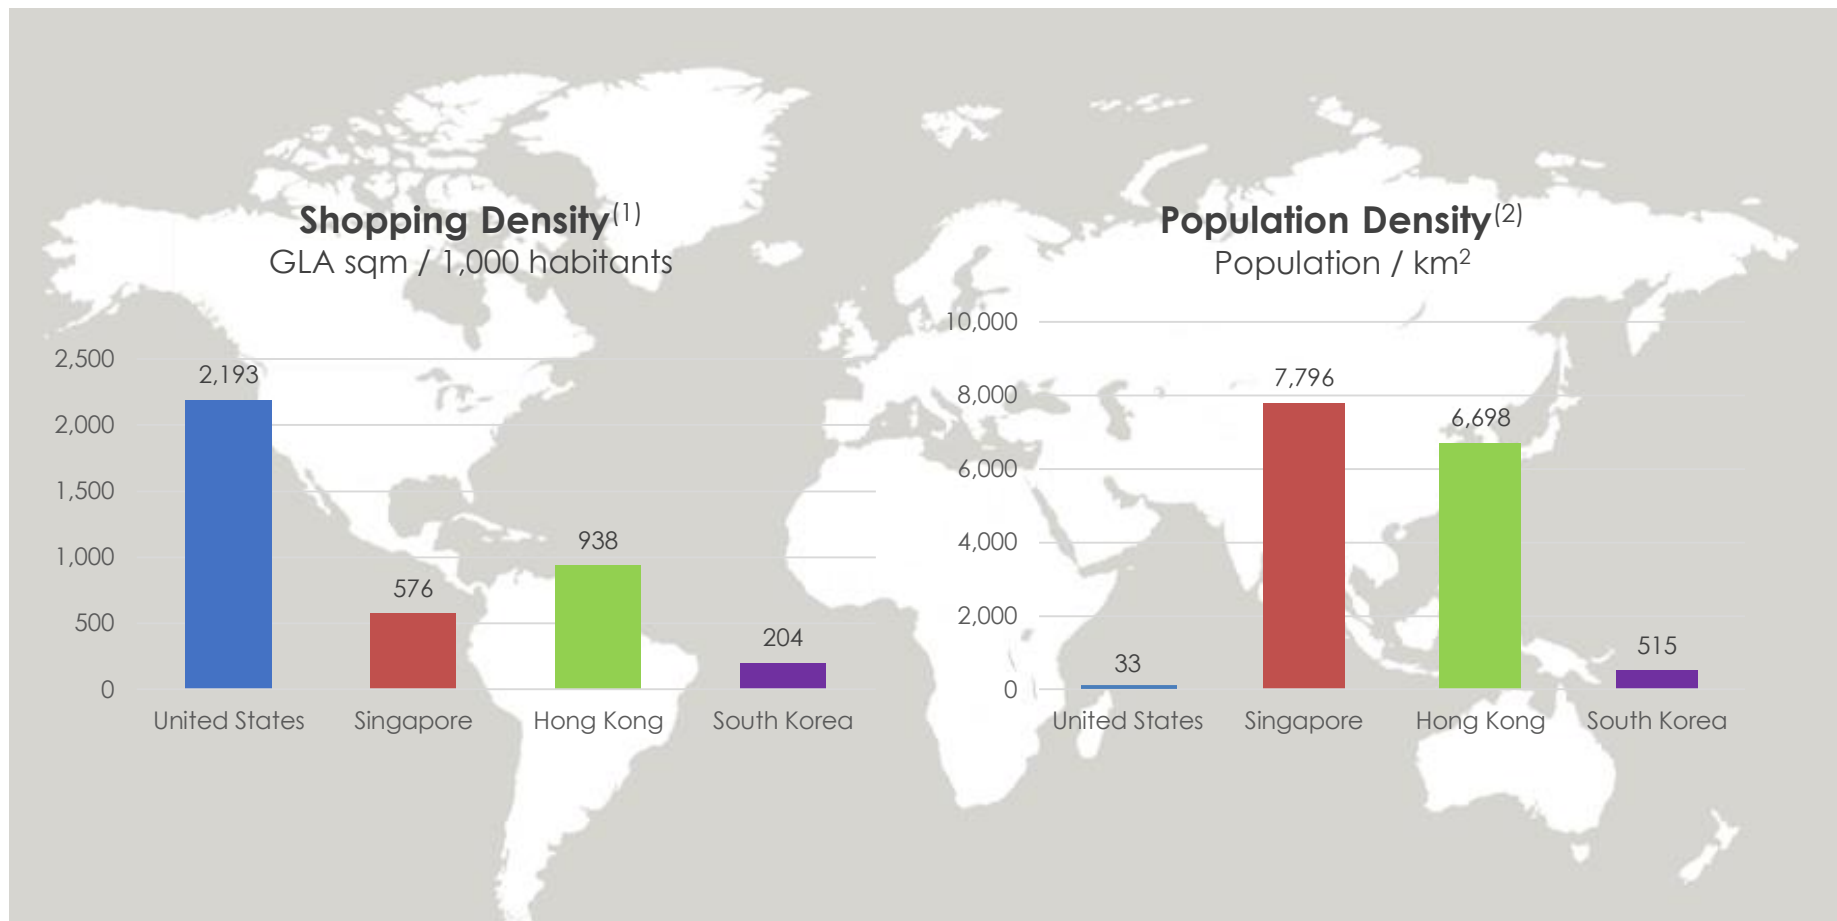 Shopping Density(1)
GLA sqm / 1,000 habitants
2,500
2,000
1,500
1,000
500
0
2,193
576
938
204
United States
Singapore
Hong Kong
South Korea
Population Density(2)
Population / km2
10,000
8,000
6,000
4,000
2,000
0
33
7,796
6,698
515
United States
Singapore
Hong Kong
South Korea